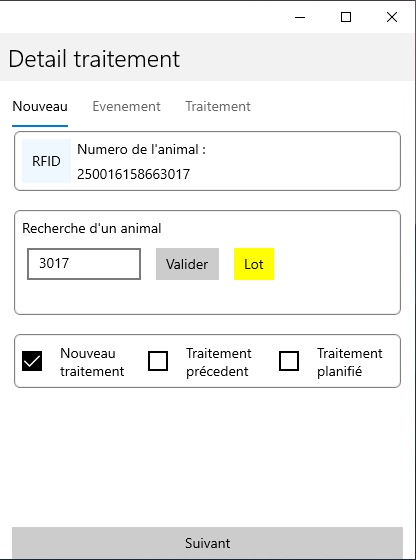 Detail traitement
Nouveau Evenement Traitement
RFID
Numero de l'animal :
250016158663017
Recherche d'un animal
3017 Valider Lot
Nouveau
traitement
Traitement
précedent
Traitement
planifié
Suivant